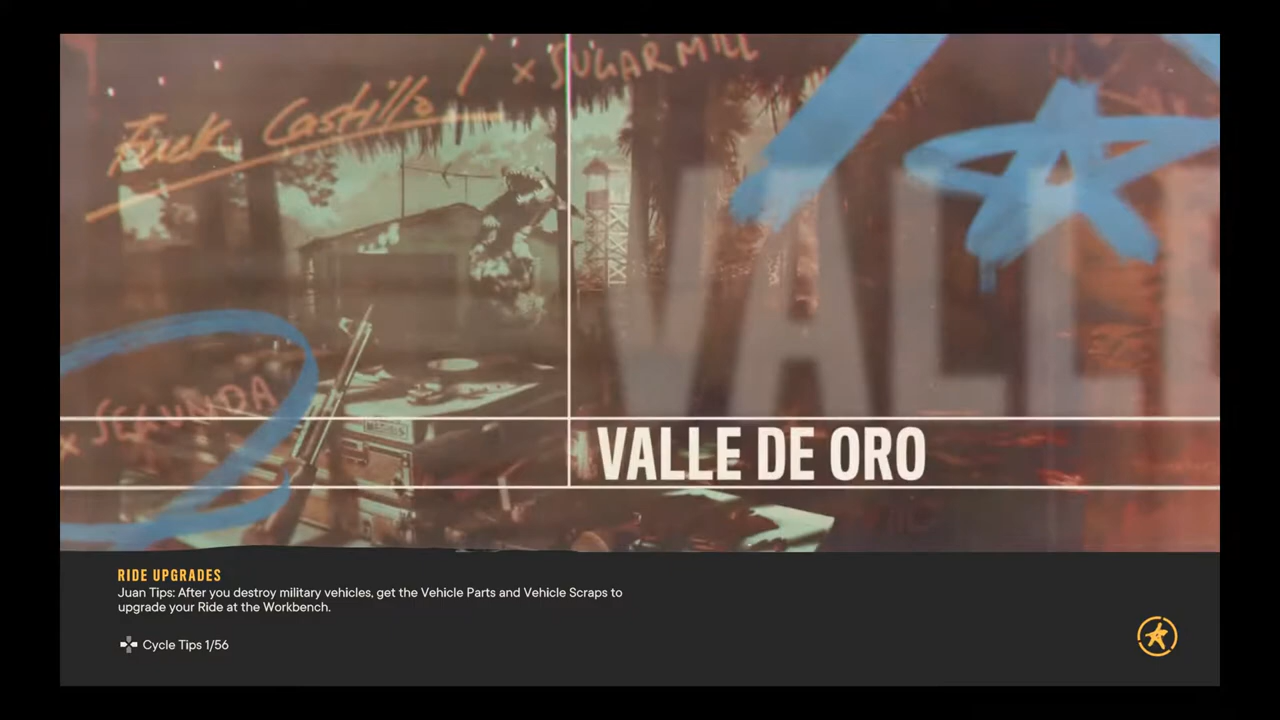 Fuck Castillo!
x SUGAR MILL
VALLE
x SEGUNDA
VALLE DE ORO
RIDE UPGRADES
Juan Tips: After you destroy military vehicles, get the Vehicle Parts and Vehicle Scraps to
upgrade your Ride at the Workbench.
Cycle Tips 1/56